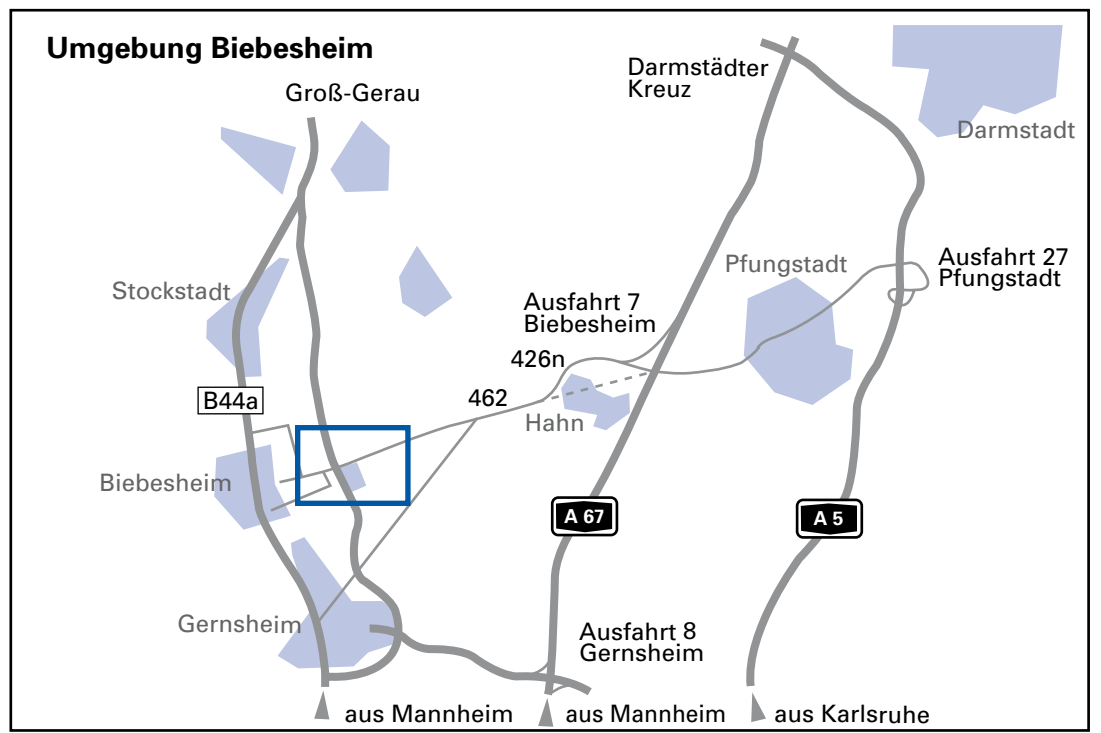 Umgebung Biebesheim
Groß-Gerau
Darmstädter
Kreuz
Darmstadt
Stockstadt
Pfungstadt
Ausfahrt 27
Pfungstadt
Ausfahrt 7
Biebesheim
426n
462
B44a
Hahn
Biebesheim
A 67
A 5
Gernsheim
Ausfahrt 8
Gernsheim
aus Mannheim
aus Mannheim
aus Karlsruhe